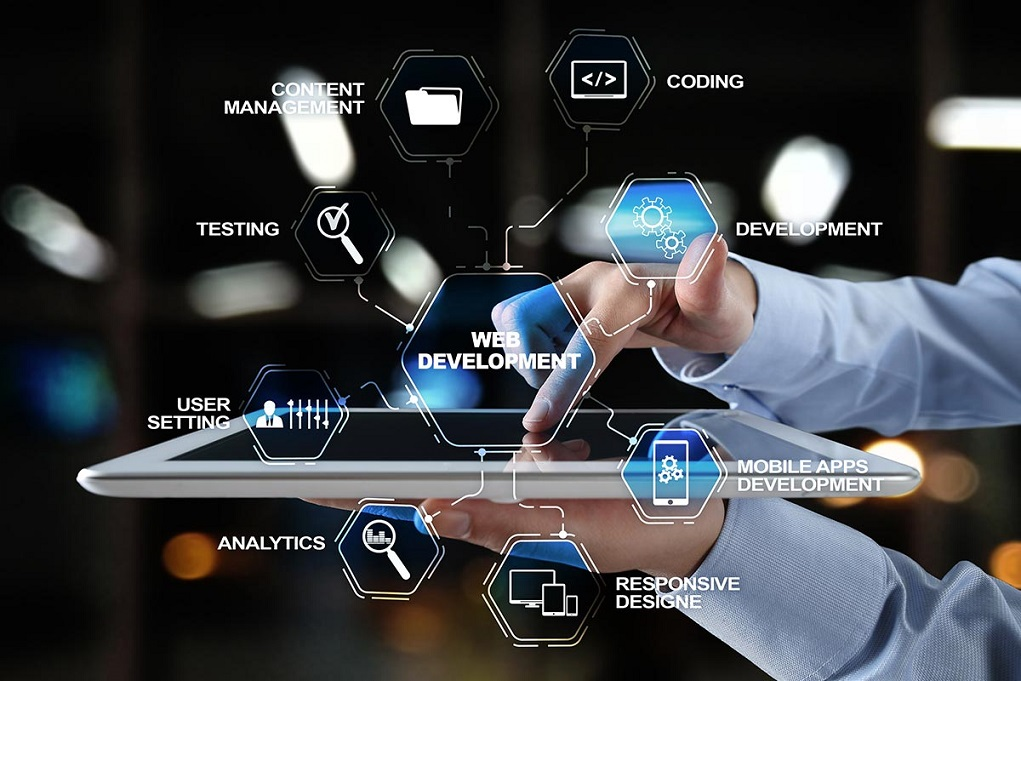 CONTENT
MANAGEMENT
</>
CODING
TESTING
DEVELOPMENT
WEB
DEVELOPMENT
USER
SETTING
MOBILE APPS
DEVELOPMENT
ANALYTICS
RESPONSIVE
DESIGNE